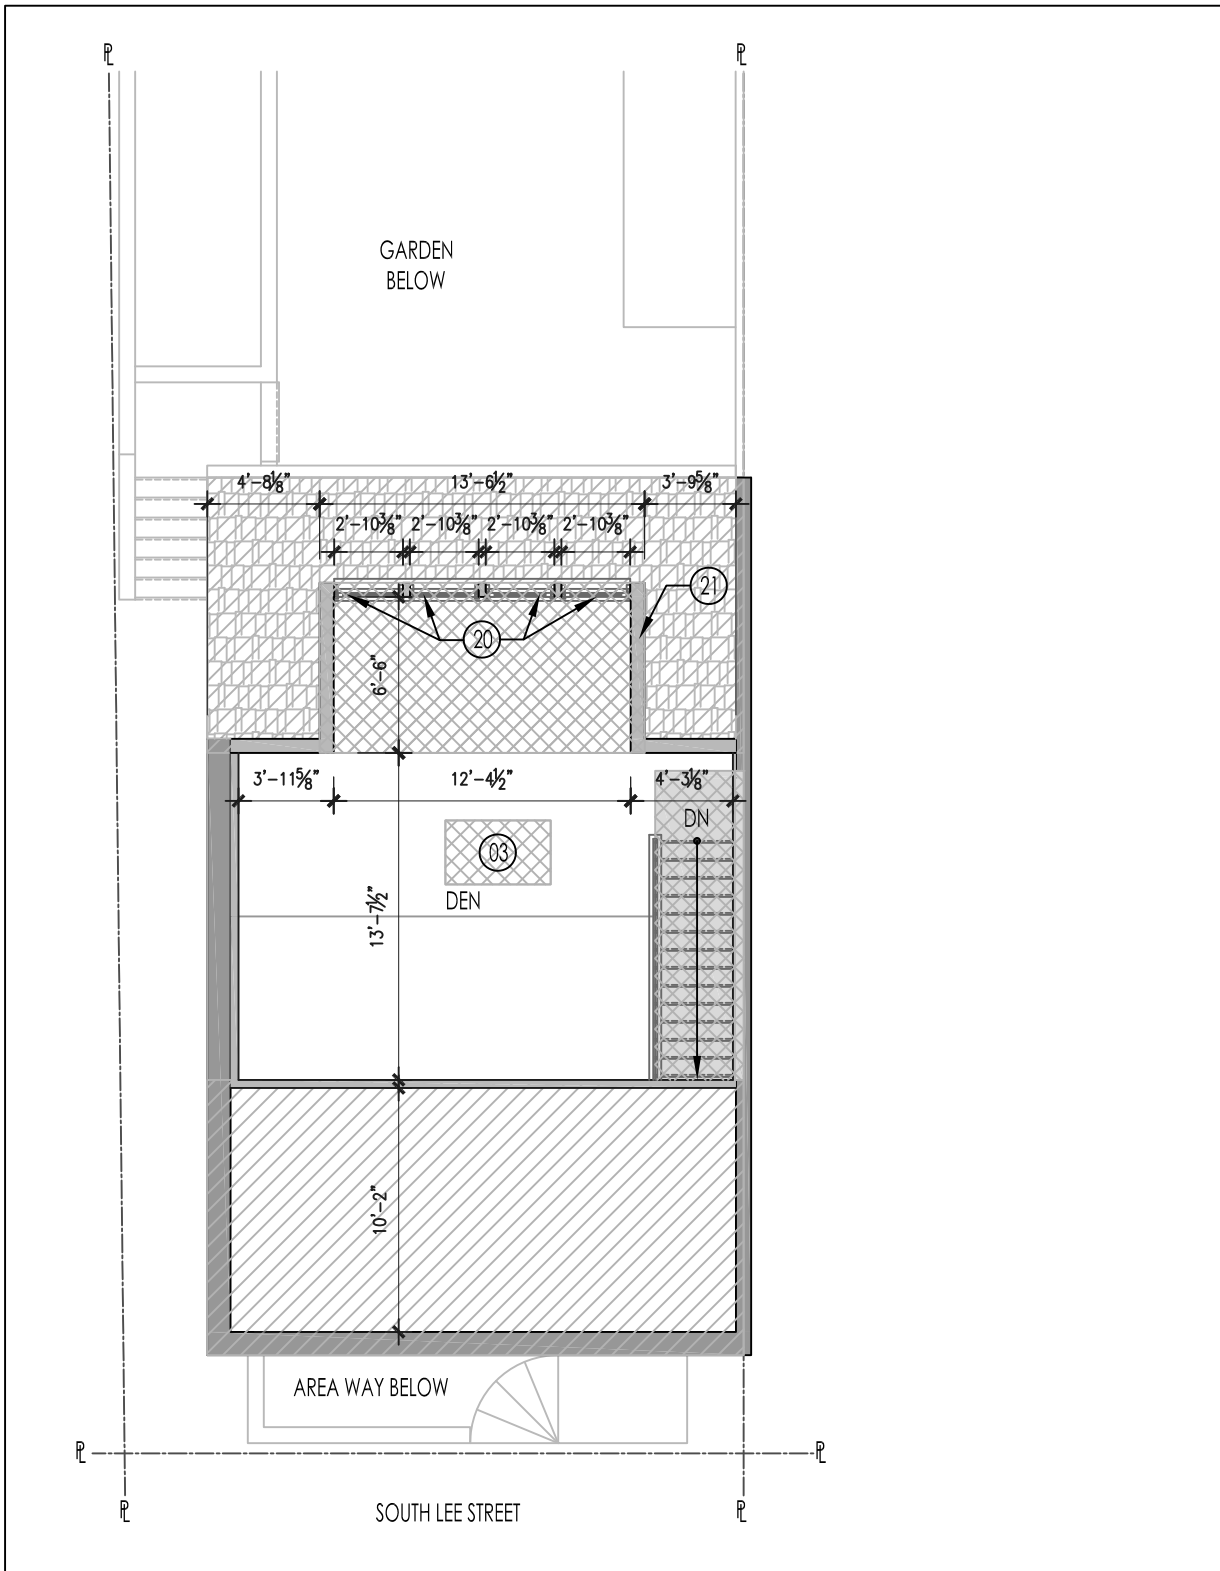 ℄ ℄
GARDEN
BELOW
4'-8⅛" 13'-6½" 3'-9⅝"
2'-10⅜" 2'-10⅜" 2'-10⅜" 2'-10⅜"
21
20
6'-6"
3'-11⅝" 12'-4½" 4'-3⅛"
DN
03
DEN
13'-7½"
10'-2"
AREA WAY BELOW
PL PL
SOUTH LEE STREET
PL PL